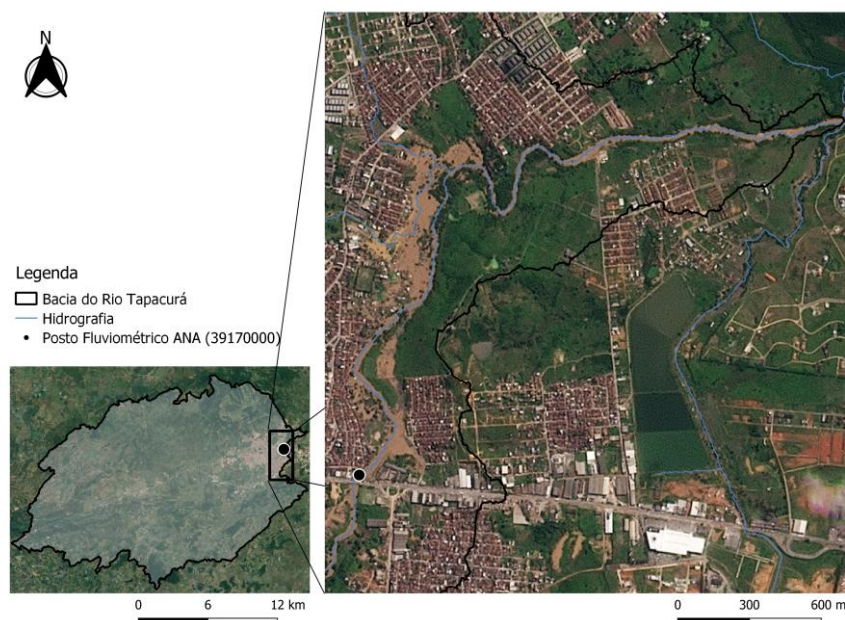 N
Legenda
Bacia do Rio Tapacurá
Hidrografia
Posto Fluviométrico ANA (39170000)
0 6 12 km
0 300 600 m